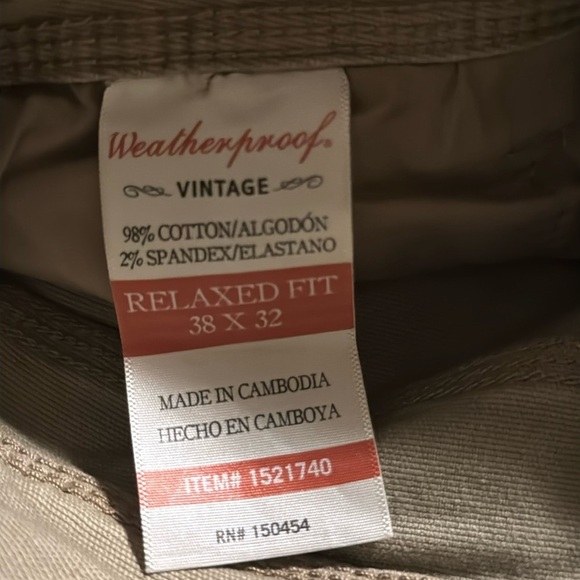 Weatherproof®
VINTAGE
98% COTTON/ALGODÓN
2% SPANDEX/ELASTANO
RELAXED FIT
38 X 32
MADE IN CAMBODIA
HECHO EN CAMBOYA
ITEM# 1521740
RN# 150454